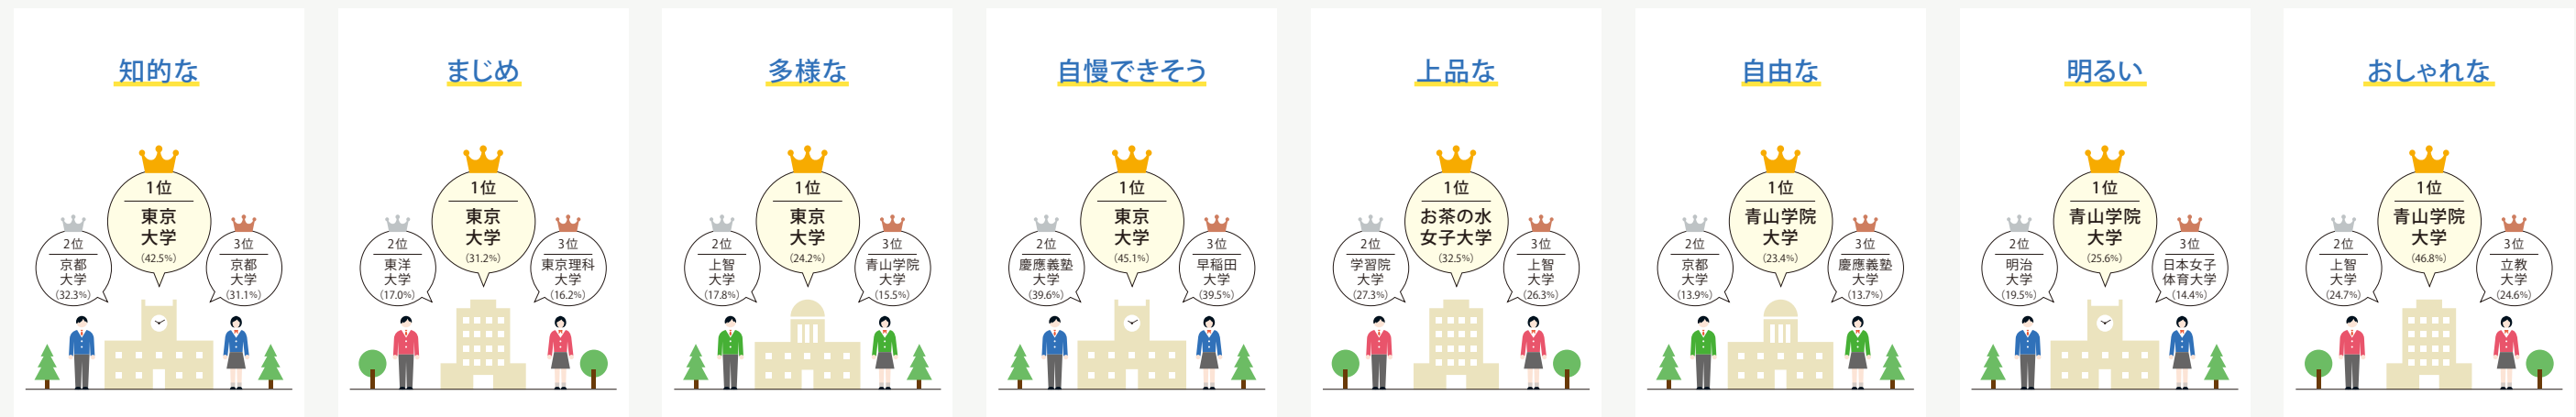 知的な
1位
東京
大学
(42.5%)
2位
京都
大学
(32.3%)
3位
京都
大学
(31.1%)
まじめ
1位
東京
大学
(31.2%)
2位
東洋
大学
(17.0%)
3位
東京理科
大学
(16.2%)
多様な
1位
東京
大学
(24.2%)
2位
上智
大学
(17.8%)
3位
青山学院
大学
(15.5%)
自慢できそう
1位
東京
大学
(45.1%)
2位
慶應義塾
大学
(39.6%)
3位
早稲田
大学
(39.5%)
上品な
1位
お茶の水
女子大学
(32.5%)
2位
学習院
大学
(27.3%)
3位
上智
大学
(26.3%)
自由な
1位
青山学院
大学
(23.4%)
2位
京都
大学
(13.9%)
3位
慶應義塾
大学
(13.7%)
明るい
1位
青山学院
大学
(25.6%)
2位
明治
大学
(19.5%)
3位
日本女子
体育大学
(14.4%)
おしゃれな
1位
青山学院
大学
(46.8%)
2位
上智
大学
(24.7%)
3位
立教
大学
(24.6%)